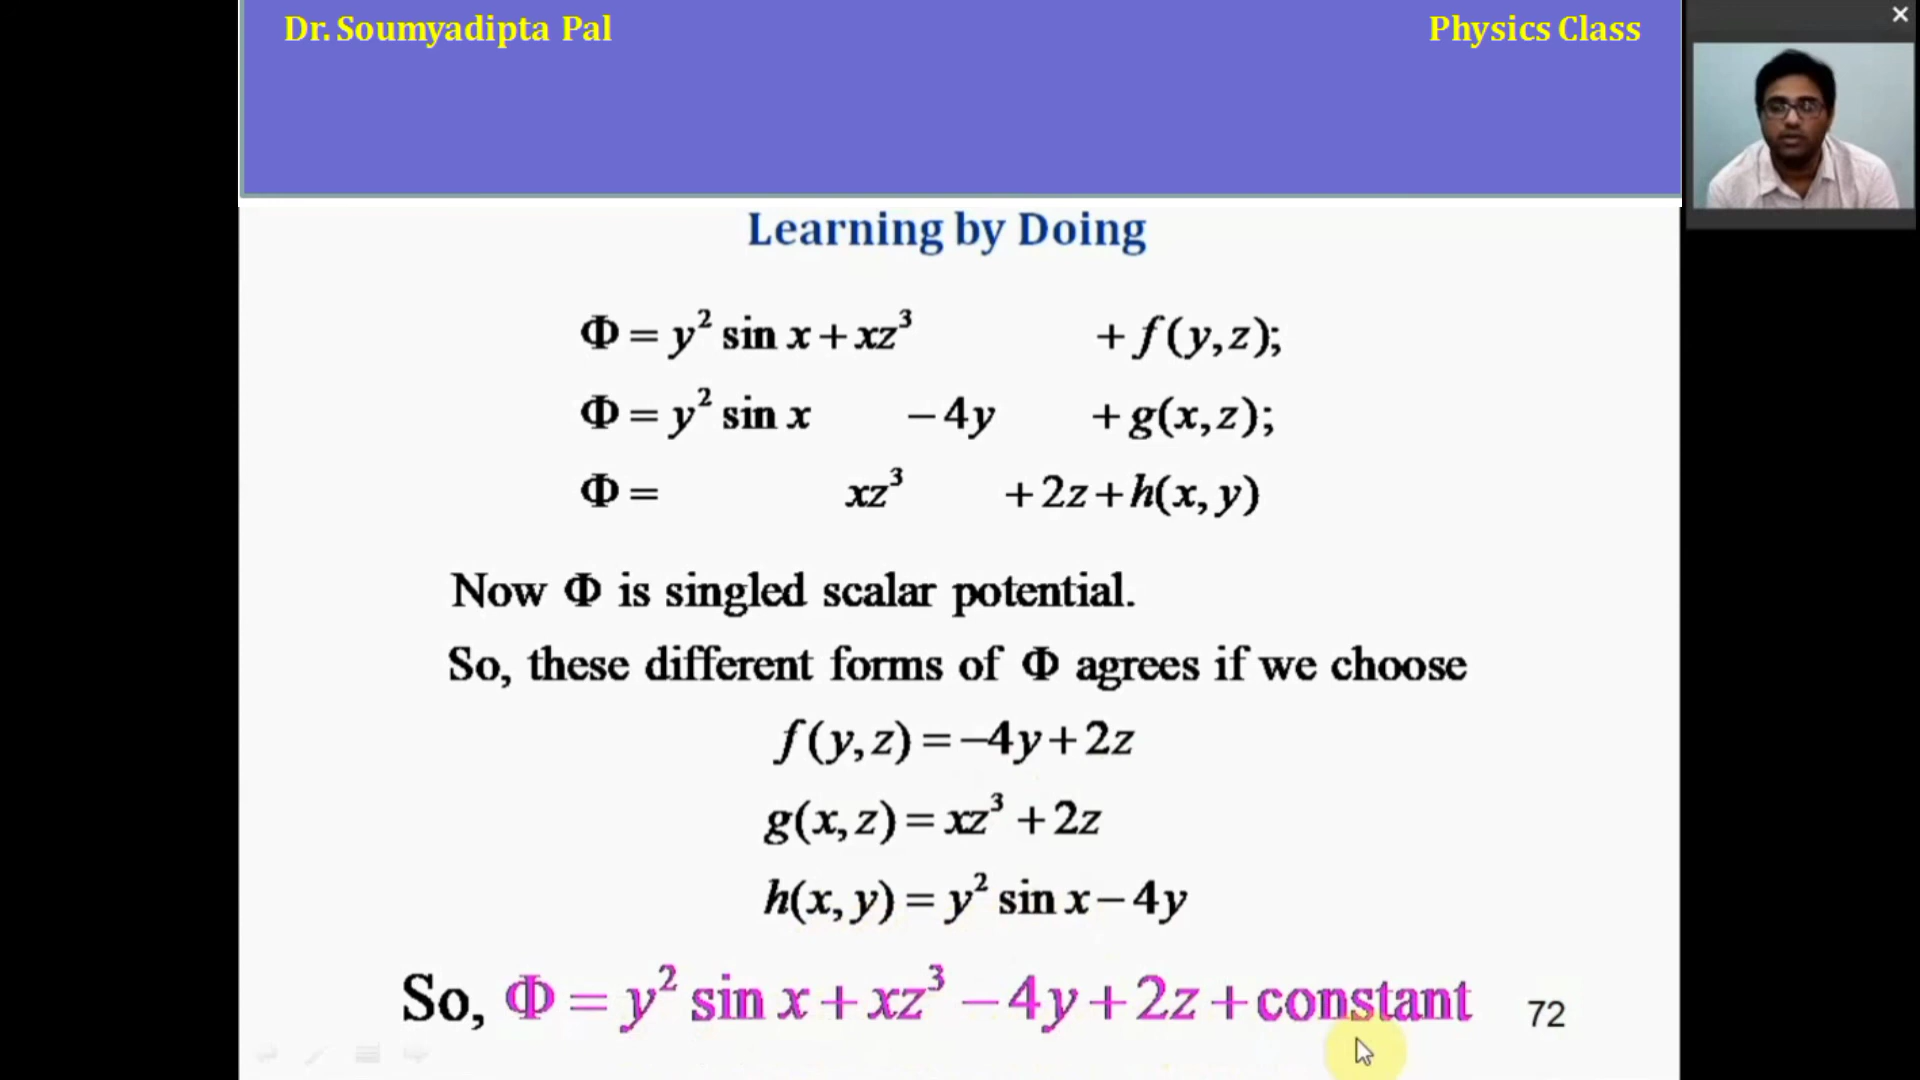 Dr. Soumyadipta Pal Physics Class
Learning by Doing
Φ = y² sin x + xz³ + f(y,z);
Φ = y² sin x − 4y + g(x,z);
Φ = xz³ + 2z + h(x,y)
Now Φ is singled scalar potential.
So, these different forms of Φ agrees if we choose
f(y,z) = −4y + 2z
g(x,z) = xz³ + 2z
h(x,y) = y² sin x − 4y
So, Φ = y² sin x + xz³ − 4y + 2z + constant
72